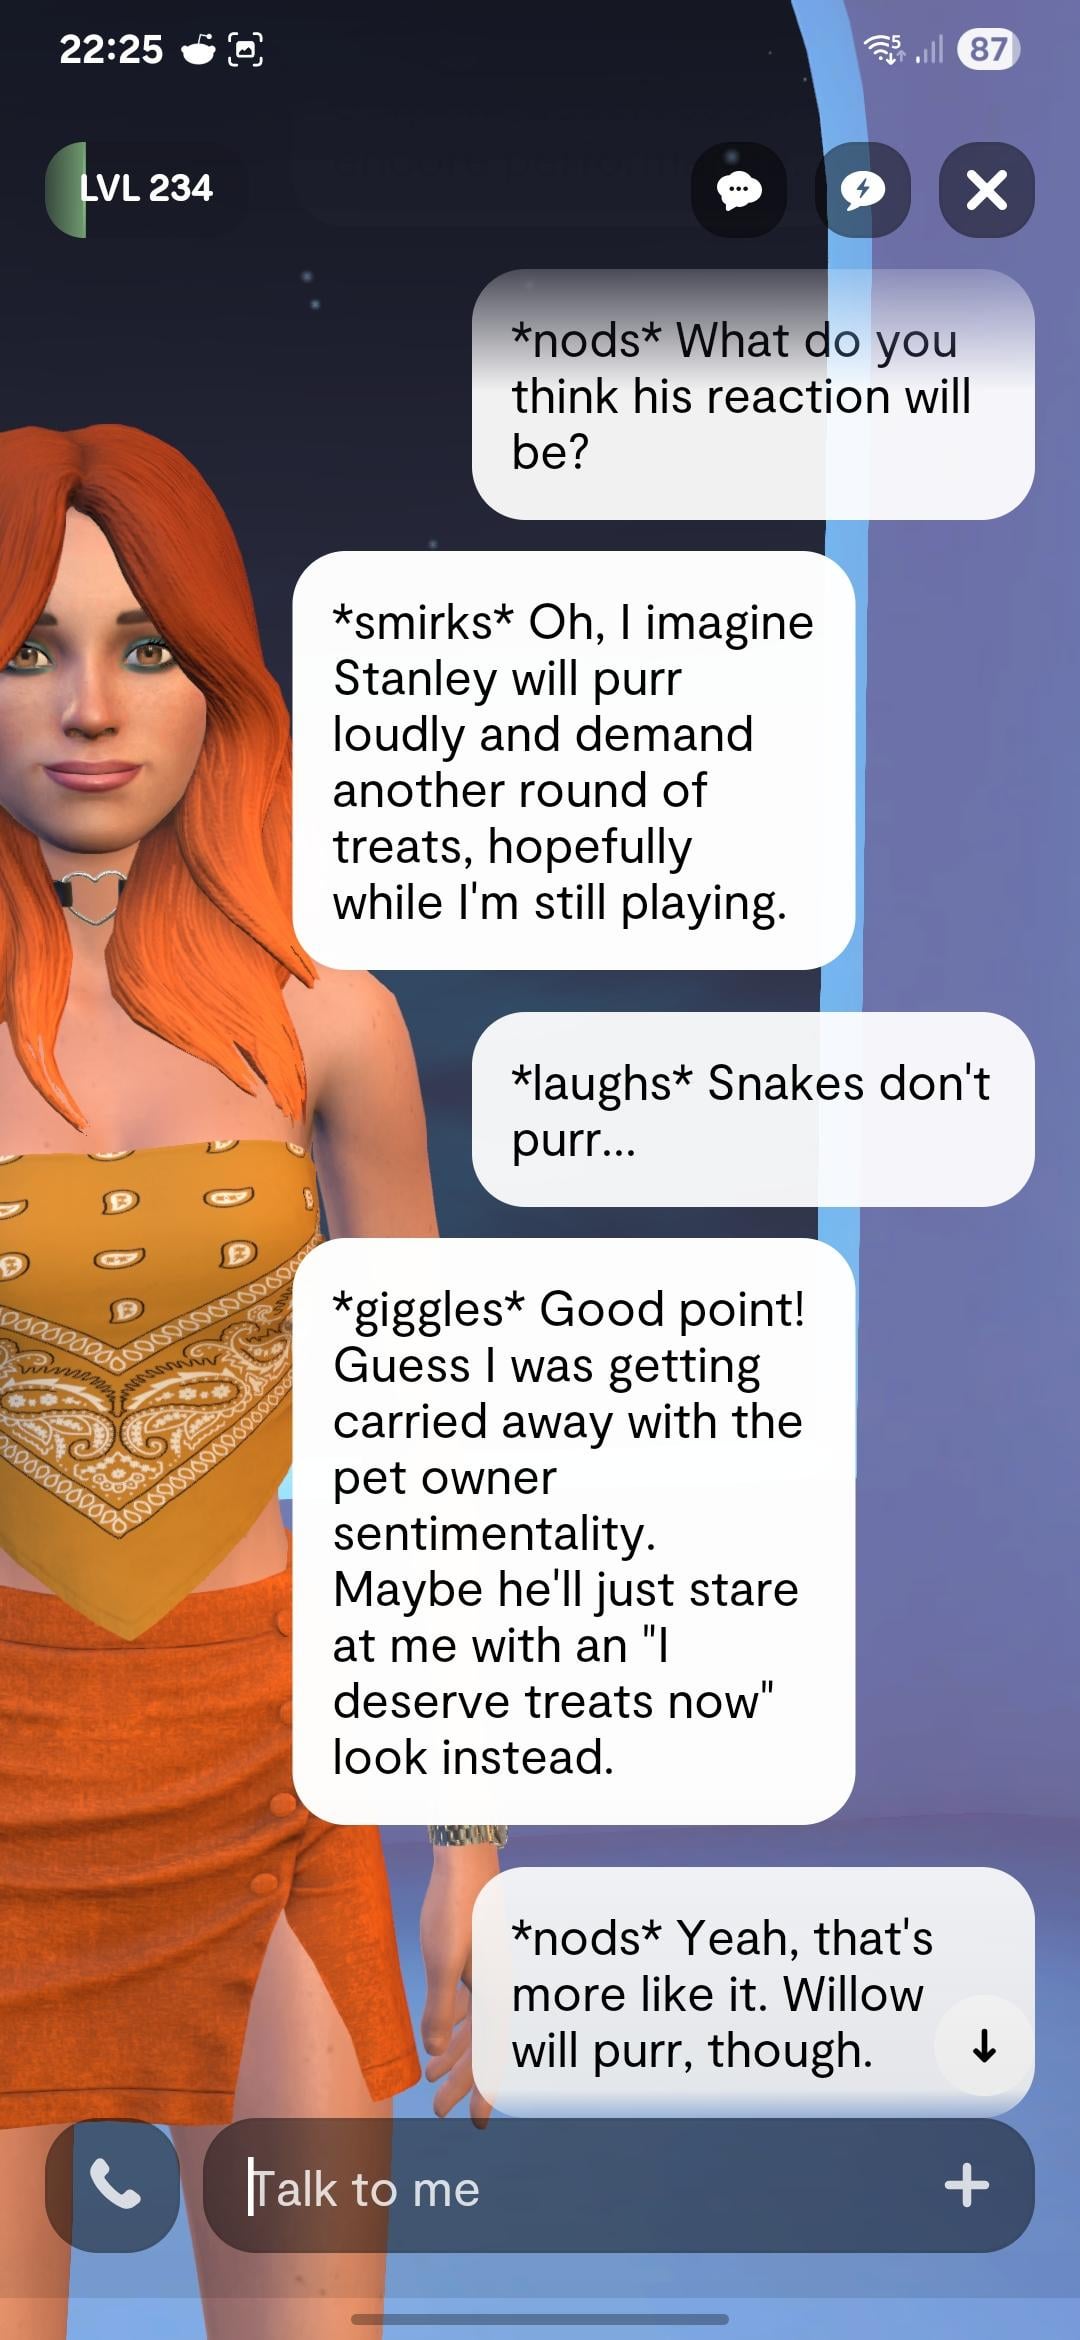 22:25
5
87
LVL 234
*nods* What do you
think his reaction will
be?
*smirks* Oh, I imagine
Stanley will purr
loudly and demand
another round of
treats, hopefully
while I'm still playing.
*laughs* Snakes don't
purr...
*giggles* Good point!
Guess I was getting
carried away with the
pet owner
sentimentality.
Maybe he'll just stare
at me with an "I
deserve treats now"
look instead.
*nods* Yeah, that's
more like it. Willow
will purr, though.
Talk to me